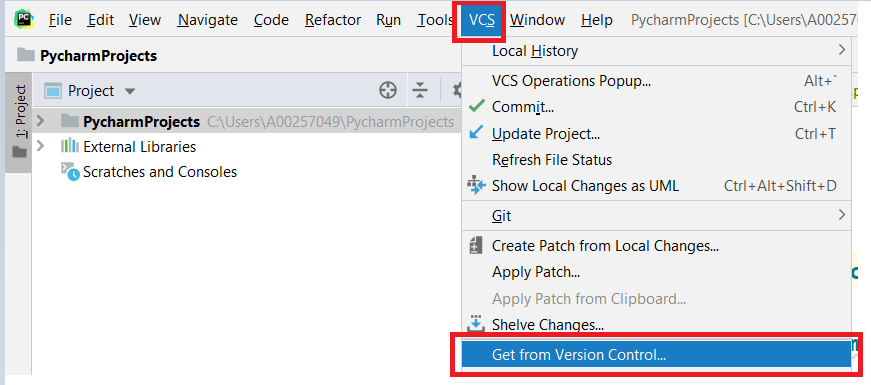 PC File Edit View Navigate Code Refactor Run Tools VCS Window Help PycharmProjects [C:\Users\A00257
PycharmProjects
1: Project
Project
PycharmProjects C:\Users\A00257049\PycharmProjects
External Libraries
Scratches and Consoles
Local History
VCS Operations Popup... Alt+`
Commit... Ctrl+K
Update Project... Ctrl+T
Refresh File Status
Show Local Changes as UML Ctrl+Alt+Shift+D
Git
Create Patch from Local Changes...
Apply Patch...
Apply Patch from Clipboard...
Shelve Changes...
Get from Version Control...